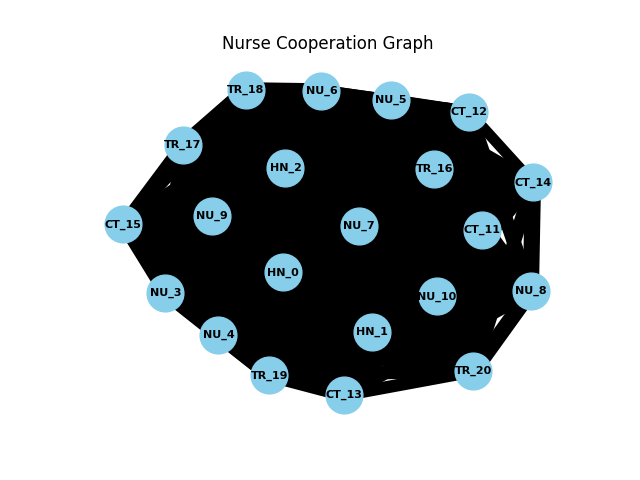 Nurse Cooperation Graph
TR_18
NU_6
NU_5
CT_12
TR_17
HN_2
TR_16
CT_14
CT_15
NU_9
NU_7
CT_11
HN_0
NU_3
NU_10
NU_8
NU_4
HN_1
TR_19
TR_20
CT_13